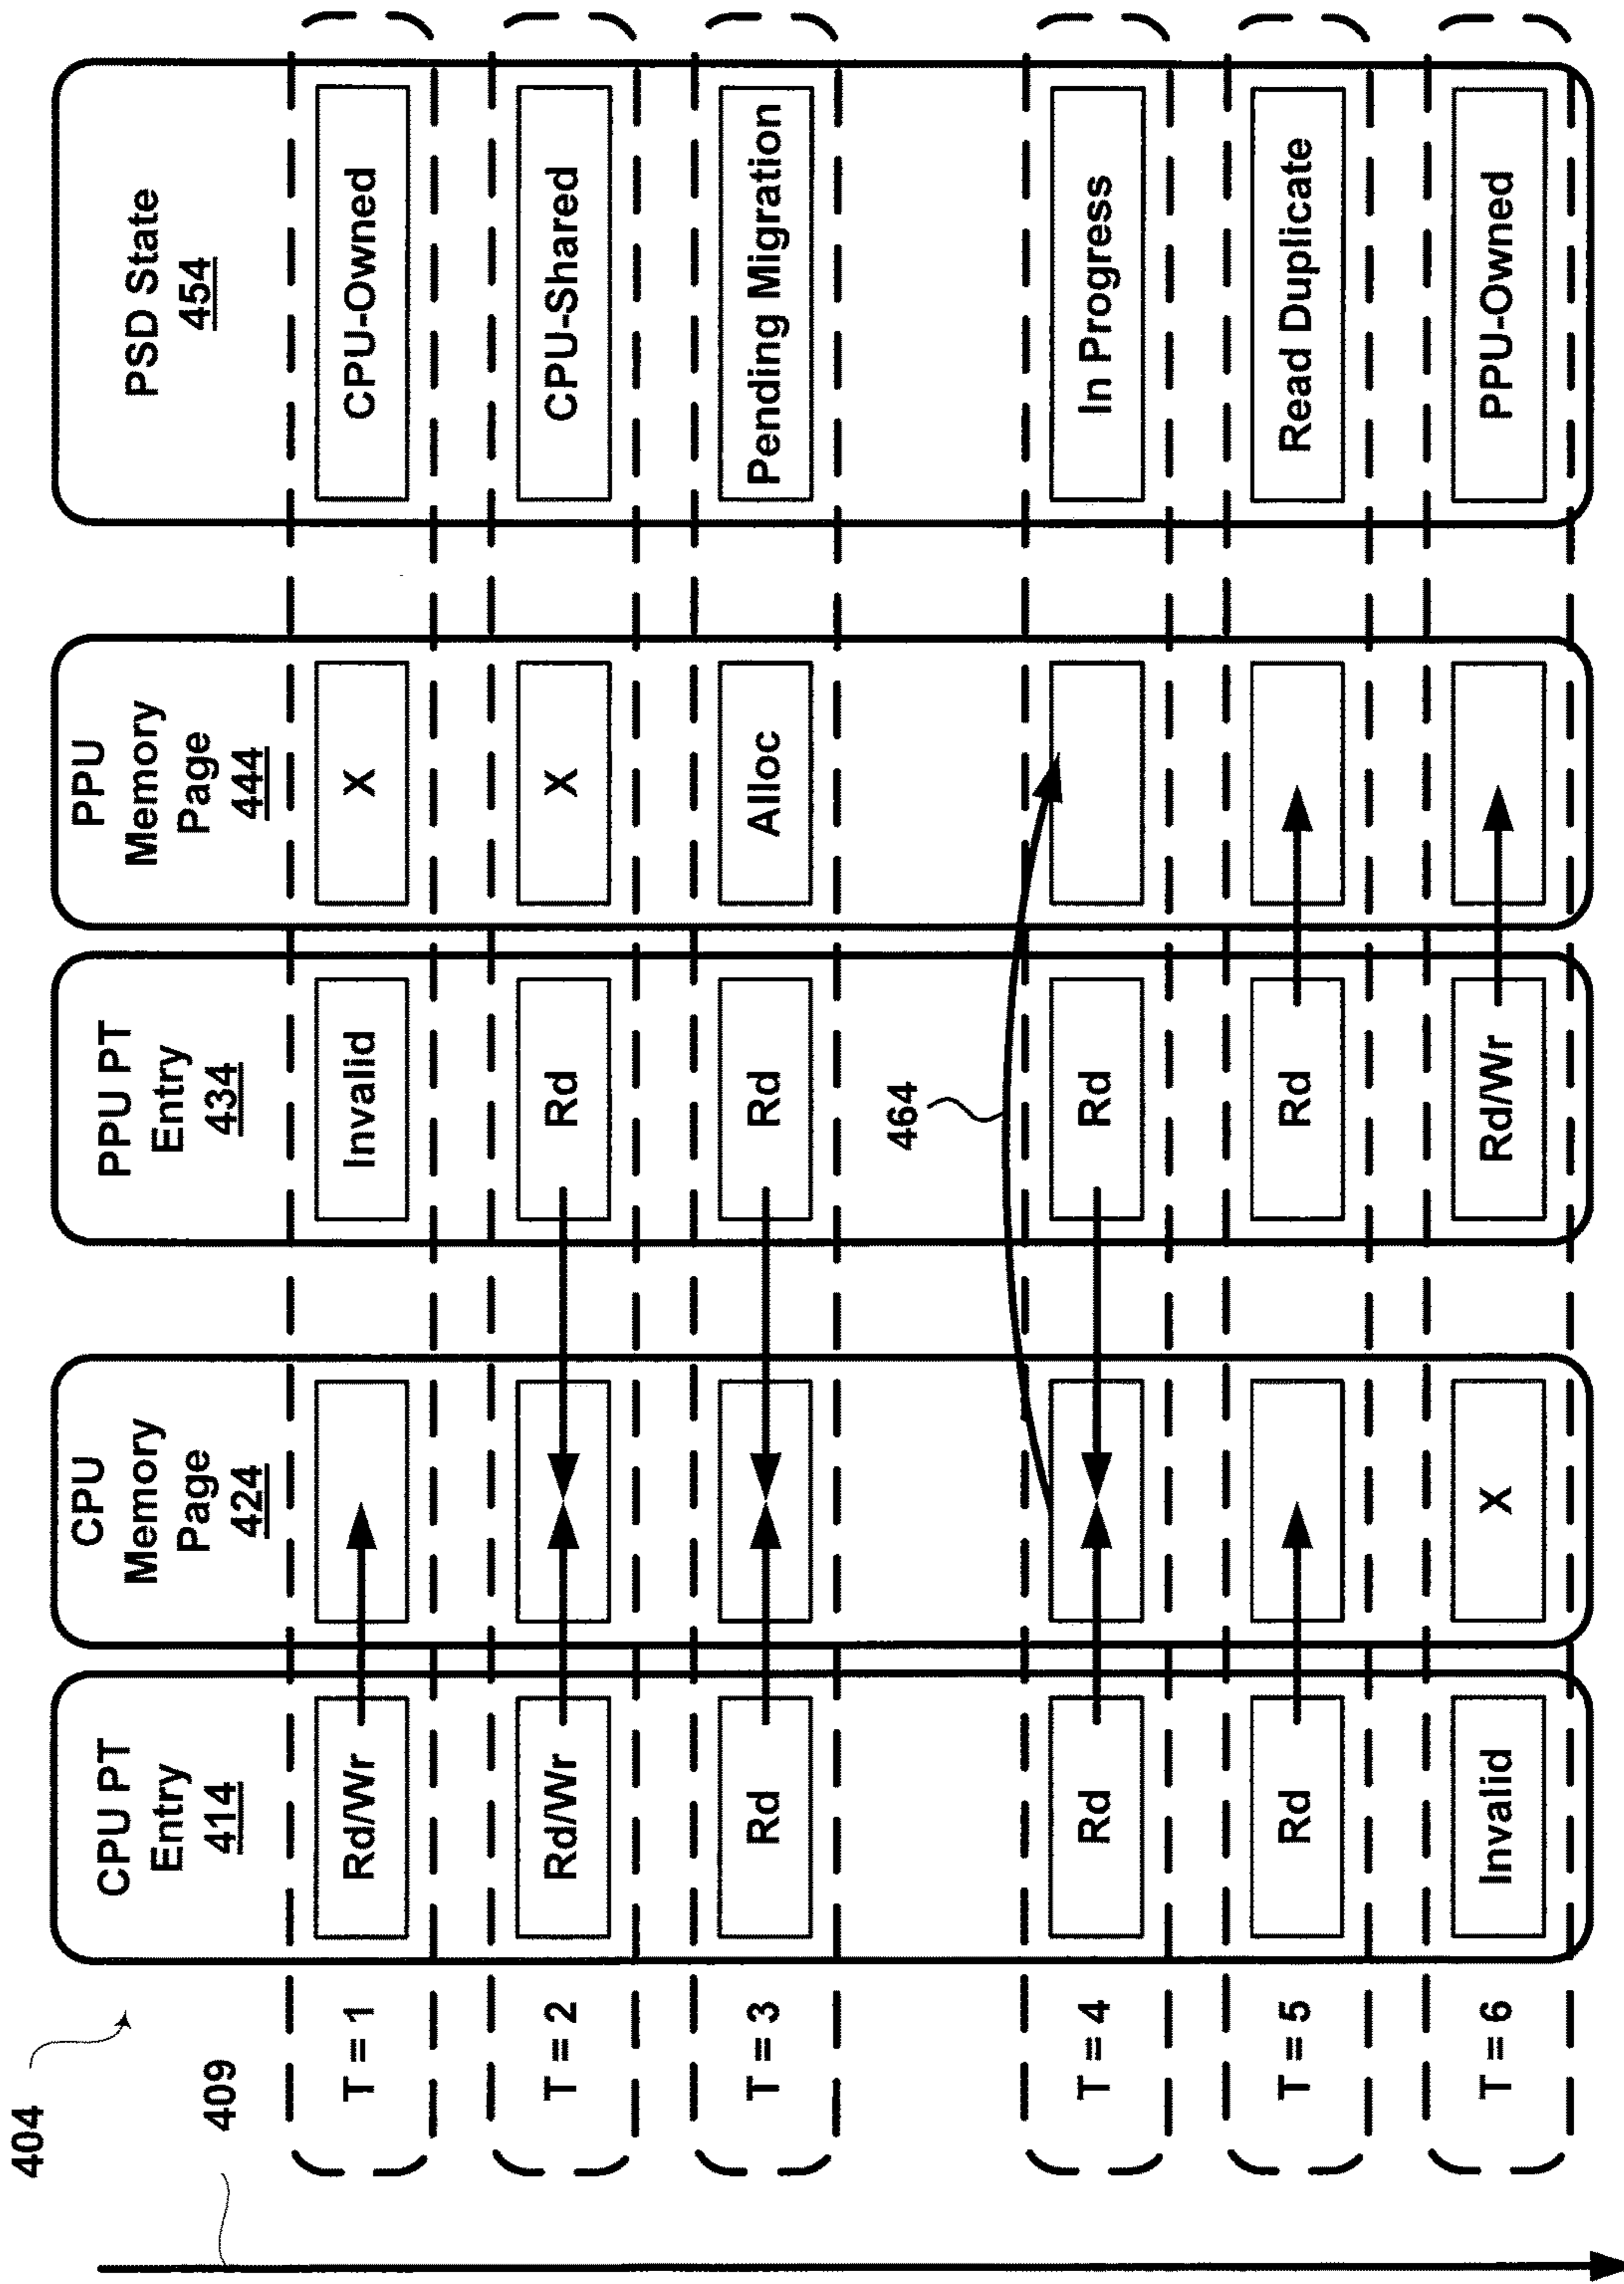 404
409
CPU PT
Entry
414
CPU
Memory
Page
424
PPU PT
Entry
434
PPU
Memory
Page
444
PSD State
454
T = 1
Rd/Wr
Invalid
X
CPU-Owned
T = 2
Rd/Wr
Rd
X
CPU-Shared
T = 3
Rd
Rd
Alloc
Pending Migration
464
T = 4
Rd
Rd
In Progress
T = 5
Rd
Rd
Read Duplicate
T = 6
Invalid
X
Rd/Wr
PPU-Owned